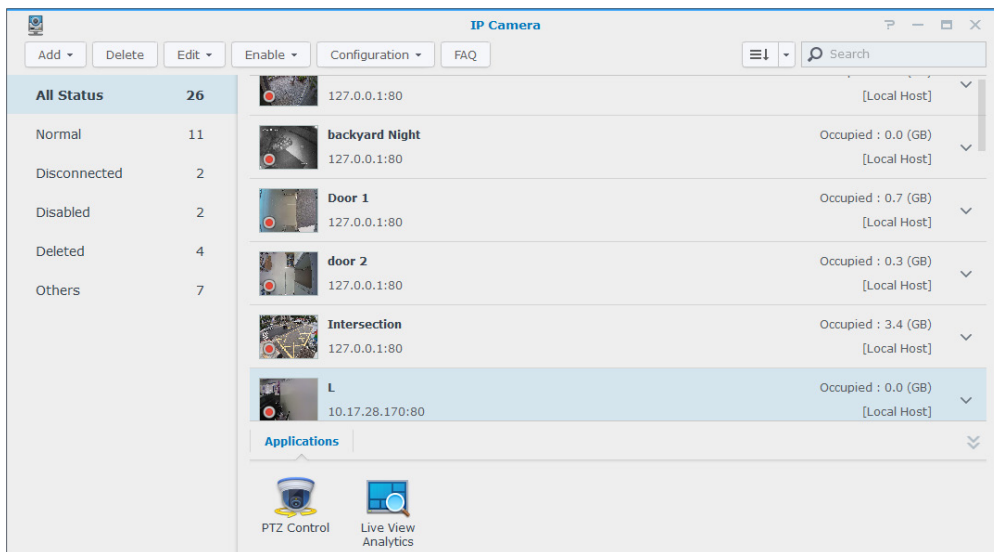 IP Camera
Add Delete Edit Enable Configuration FAQ Search
All Status 26
Normal 11
Disconnected 2
Disabled 2
Deleted 4
Others 7
127.0.0.1:80 [Local Host]
backyard Night Occupied : 0.0 (GB)
127.0.0.1:80 [Local Host]
Door 1 Occupied : 0.7 (GB)
127.0.0.1:80 [Local Host]
door 2 Occupied : 0.3 (GB)
127.0.0.1:80 [Local Host]
Intersection Occupied : 3.4 (GB)
127.0.0.1:80 [Local Host]
L Occupied : 0.0 (GB)
10.17.28.170:80 [Local Host]
Applications
PTZ Control
Live View
Analytics